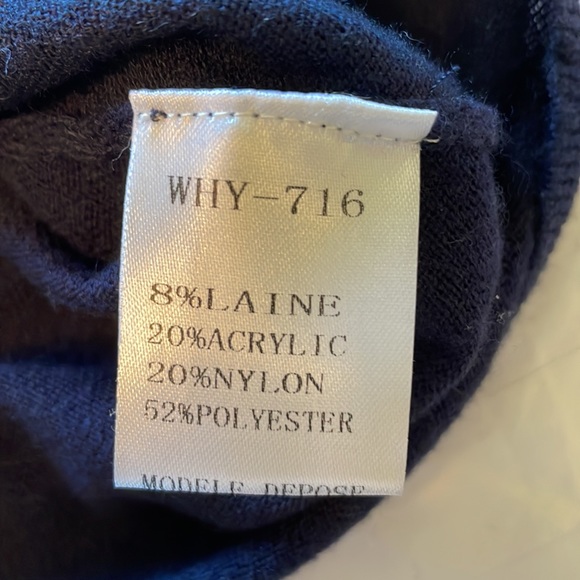 WHY-716
8%LAINE
20%ACRYLIC
20%NYLON
52%POLYESTER
MODELE DEPOSE